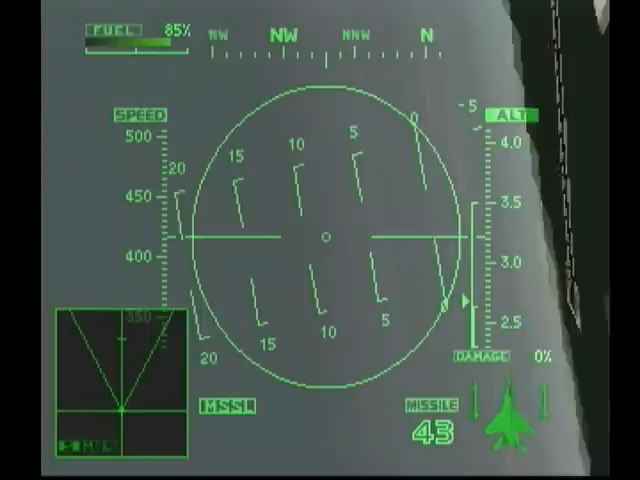 FUEL 85%
NW NNW N
SPEED
ALT
-5
500
4.0
450
3.5
400
3.0
350
2.5
20 15 10 5 0
20 15 10 5 0
DAMAGE 0%
MSSL
MISSILE
43